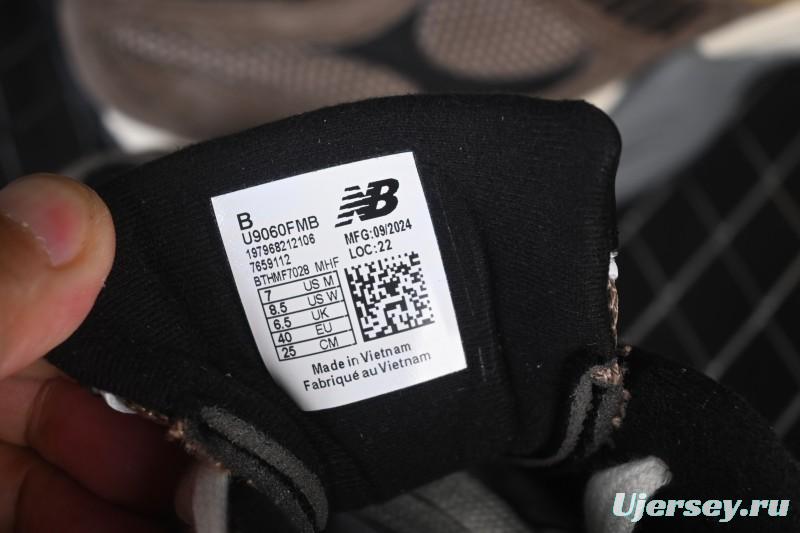 B
U9060FMB
197968212106
7659112
BTHMF7028 MHF
7 US M
8.5 US W
6.5 UK
40 EU
25 CM
NB
MFG:09/2024
LOC:22
Made in Vietnam
Fabriqué au Vietnam
Ujersey.ru